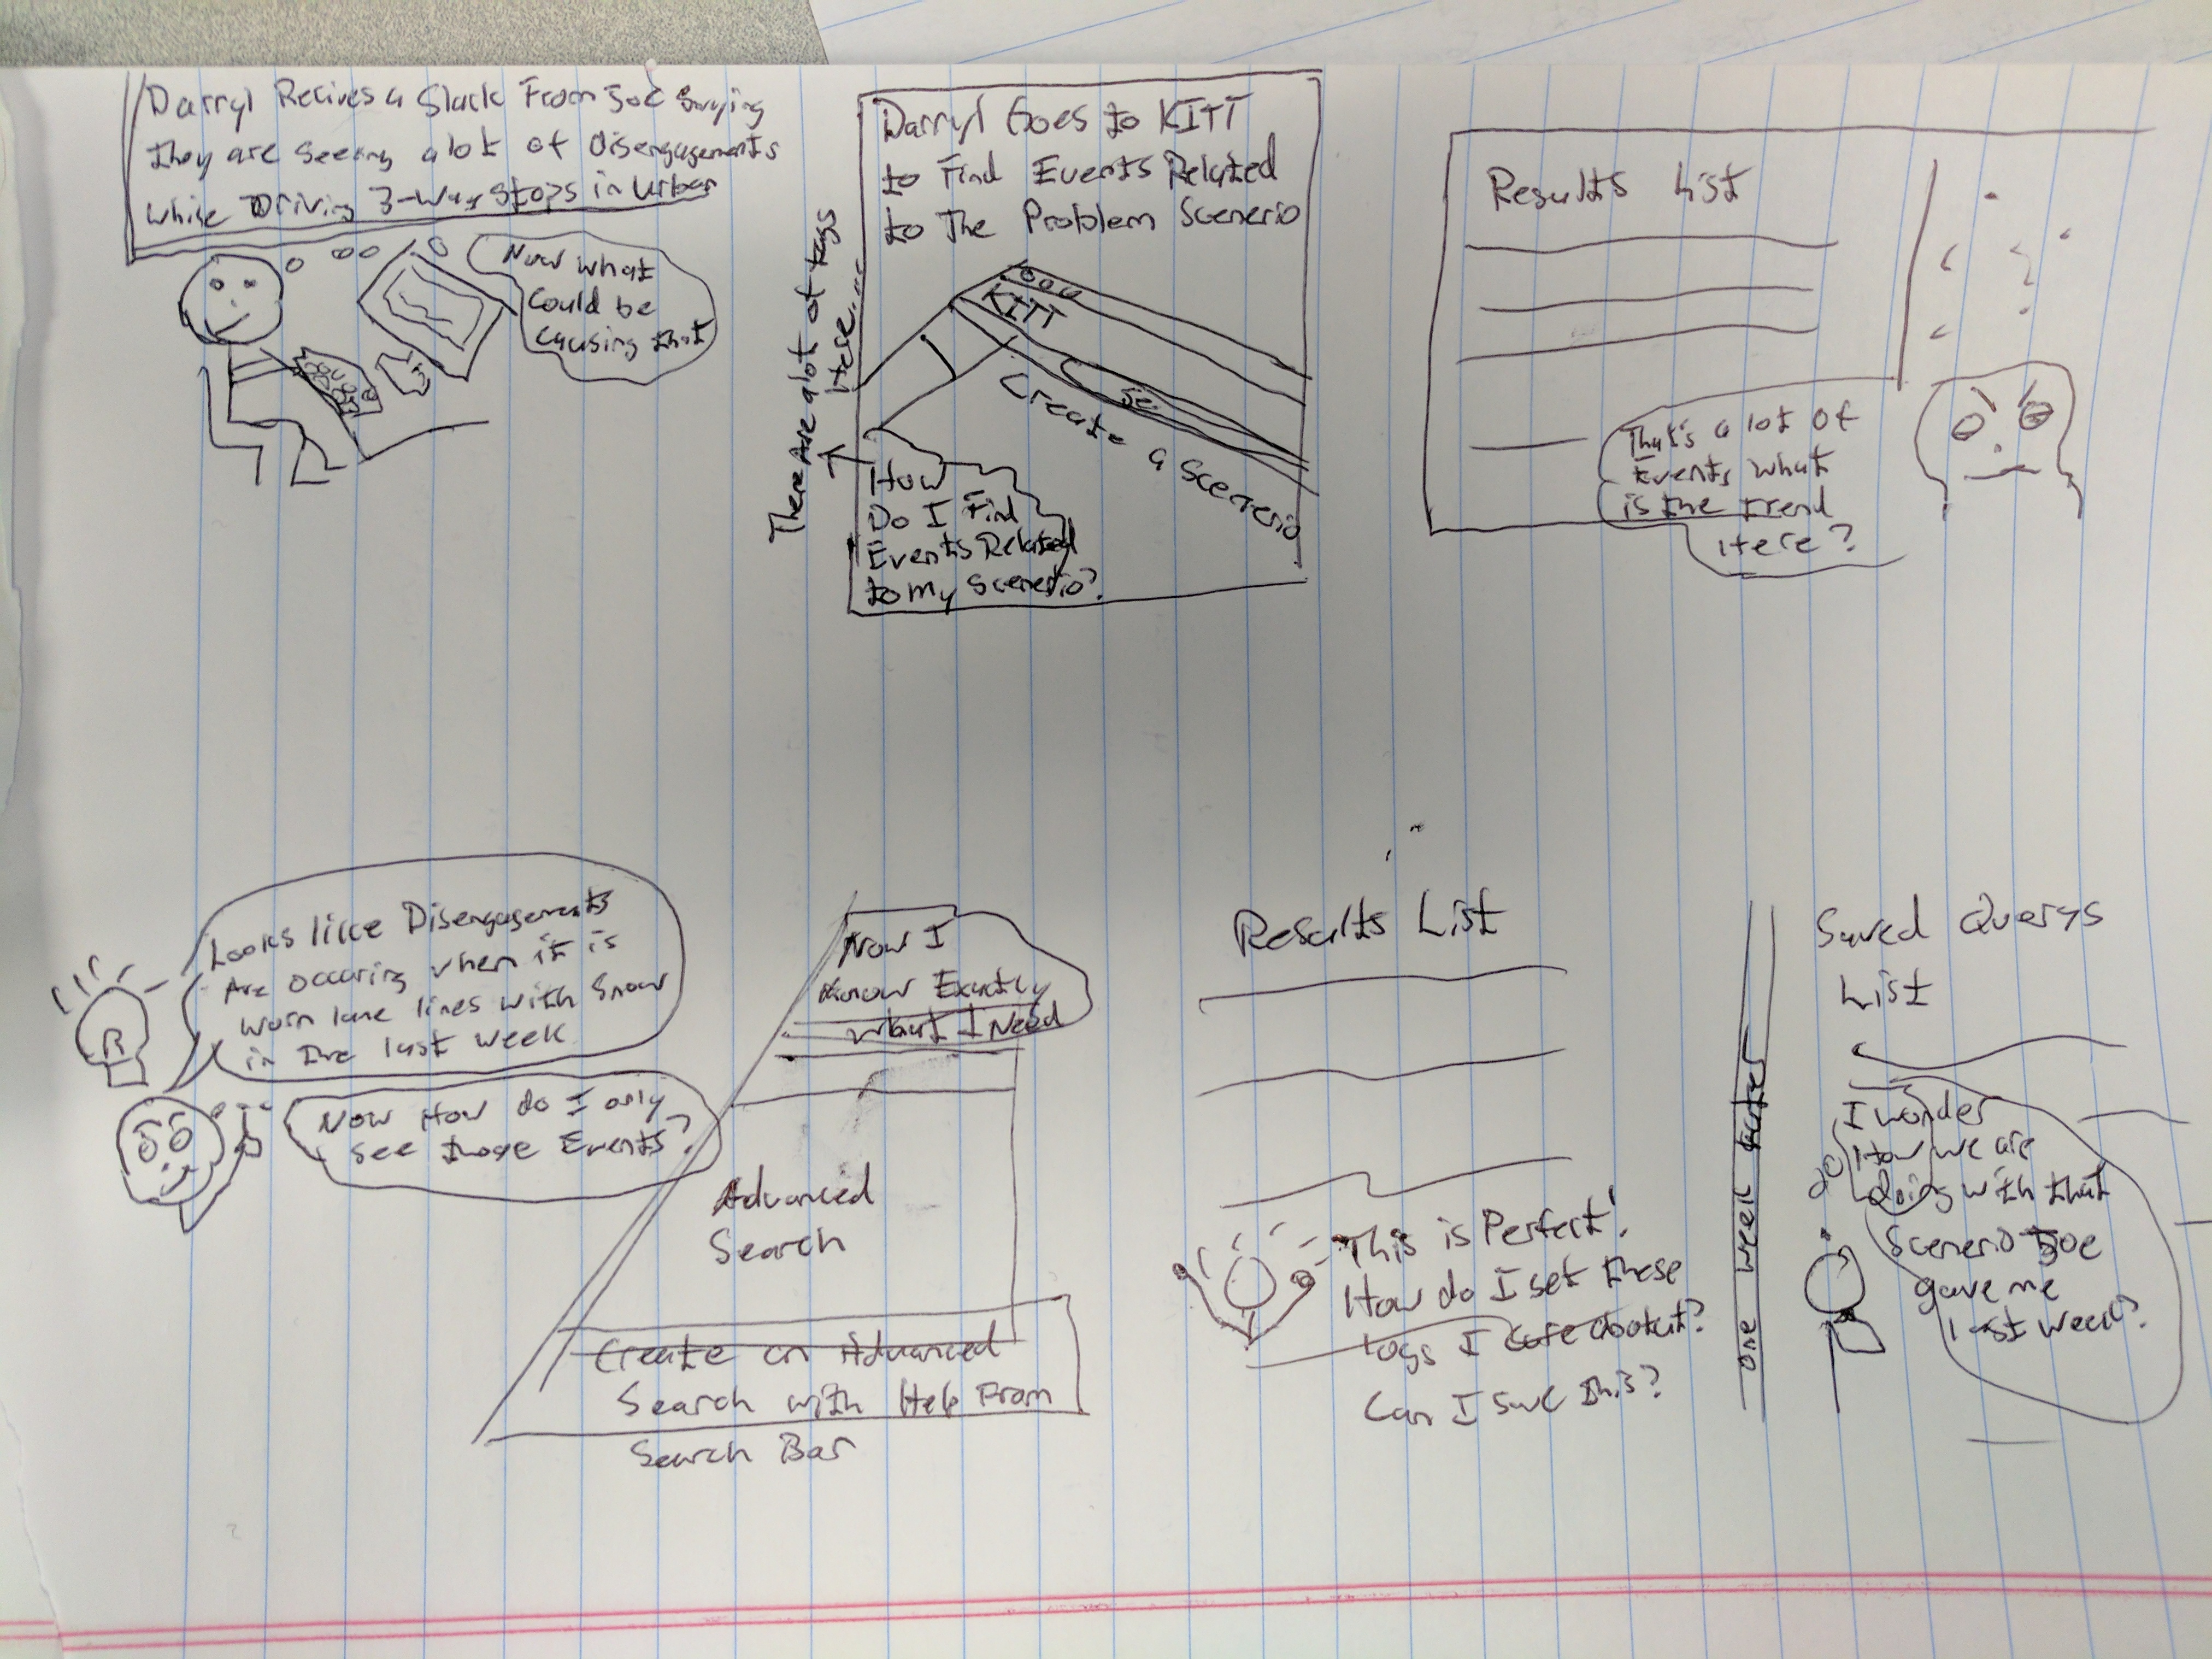 Darryl Recives a Slack From Joe Saying
they are seeing a lot of Disengagements
while Driving 3-Way Stops in Urban
Now what
could be
causing that
Darryl Goes to KITT
to Find Events Related
to The Problem Scenerio
KITT
Create a Scenerio
There Are a lot of tags
Here...
How
Do I Find
Events Related
to my Scenerio?
Results List
That's a lot of
Events what
is the trend
Here?
Looks like Disengagements
Are occuring when it is
worn lane lines with Snow
in the last week
Now How do I only
see those Events?
Now I
know Exactly
what I Need
Advanced
Search
Create an Advanced
Search with Help From
Search Bar
Results List
This is Perfect!
How do I set these
I care about?
Can I save this?
one week later
Saved Querys
List
I wonder
How we are
doing with that
Scenerio Joe
gave me
last week?